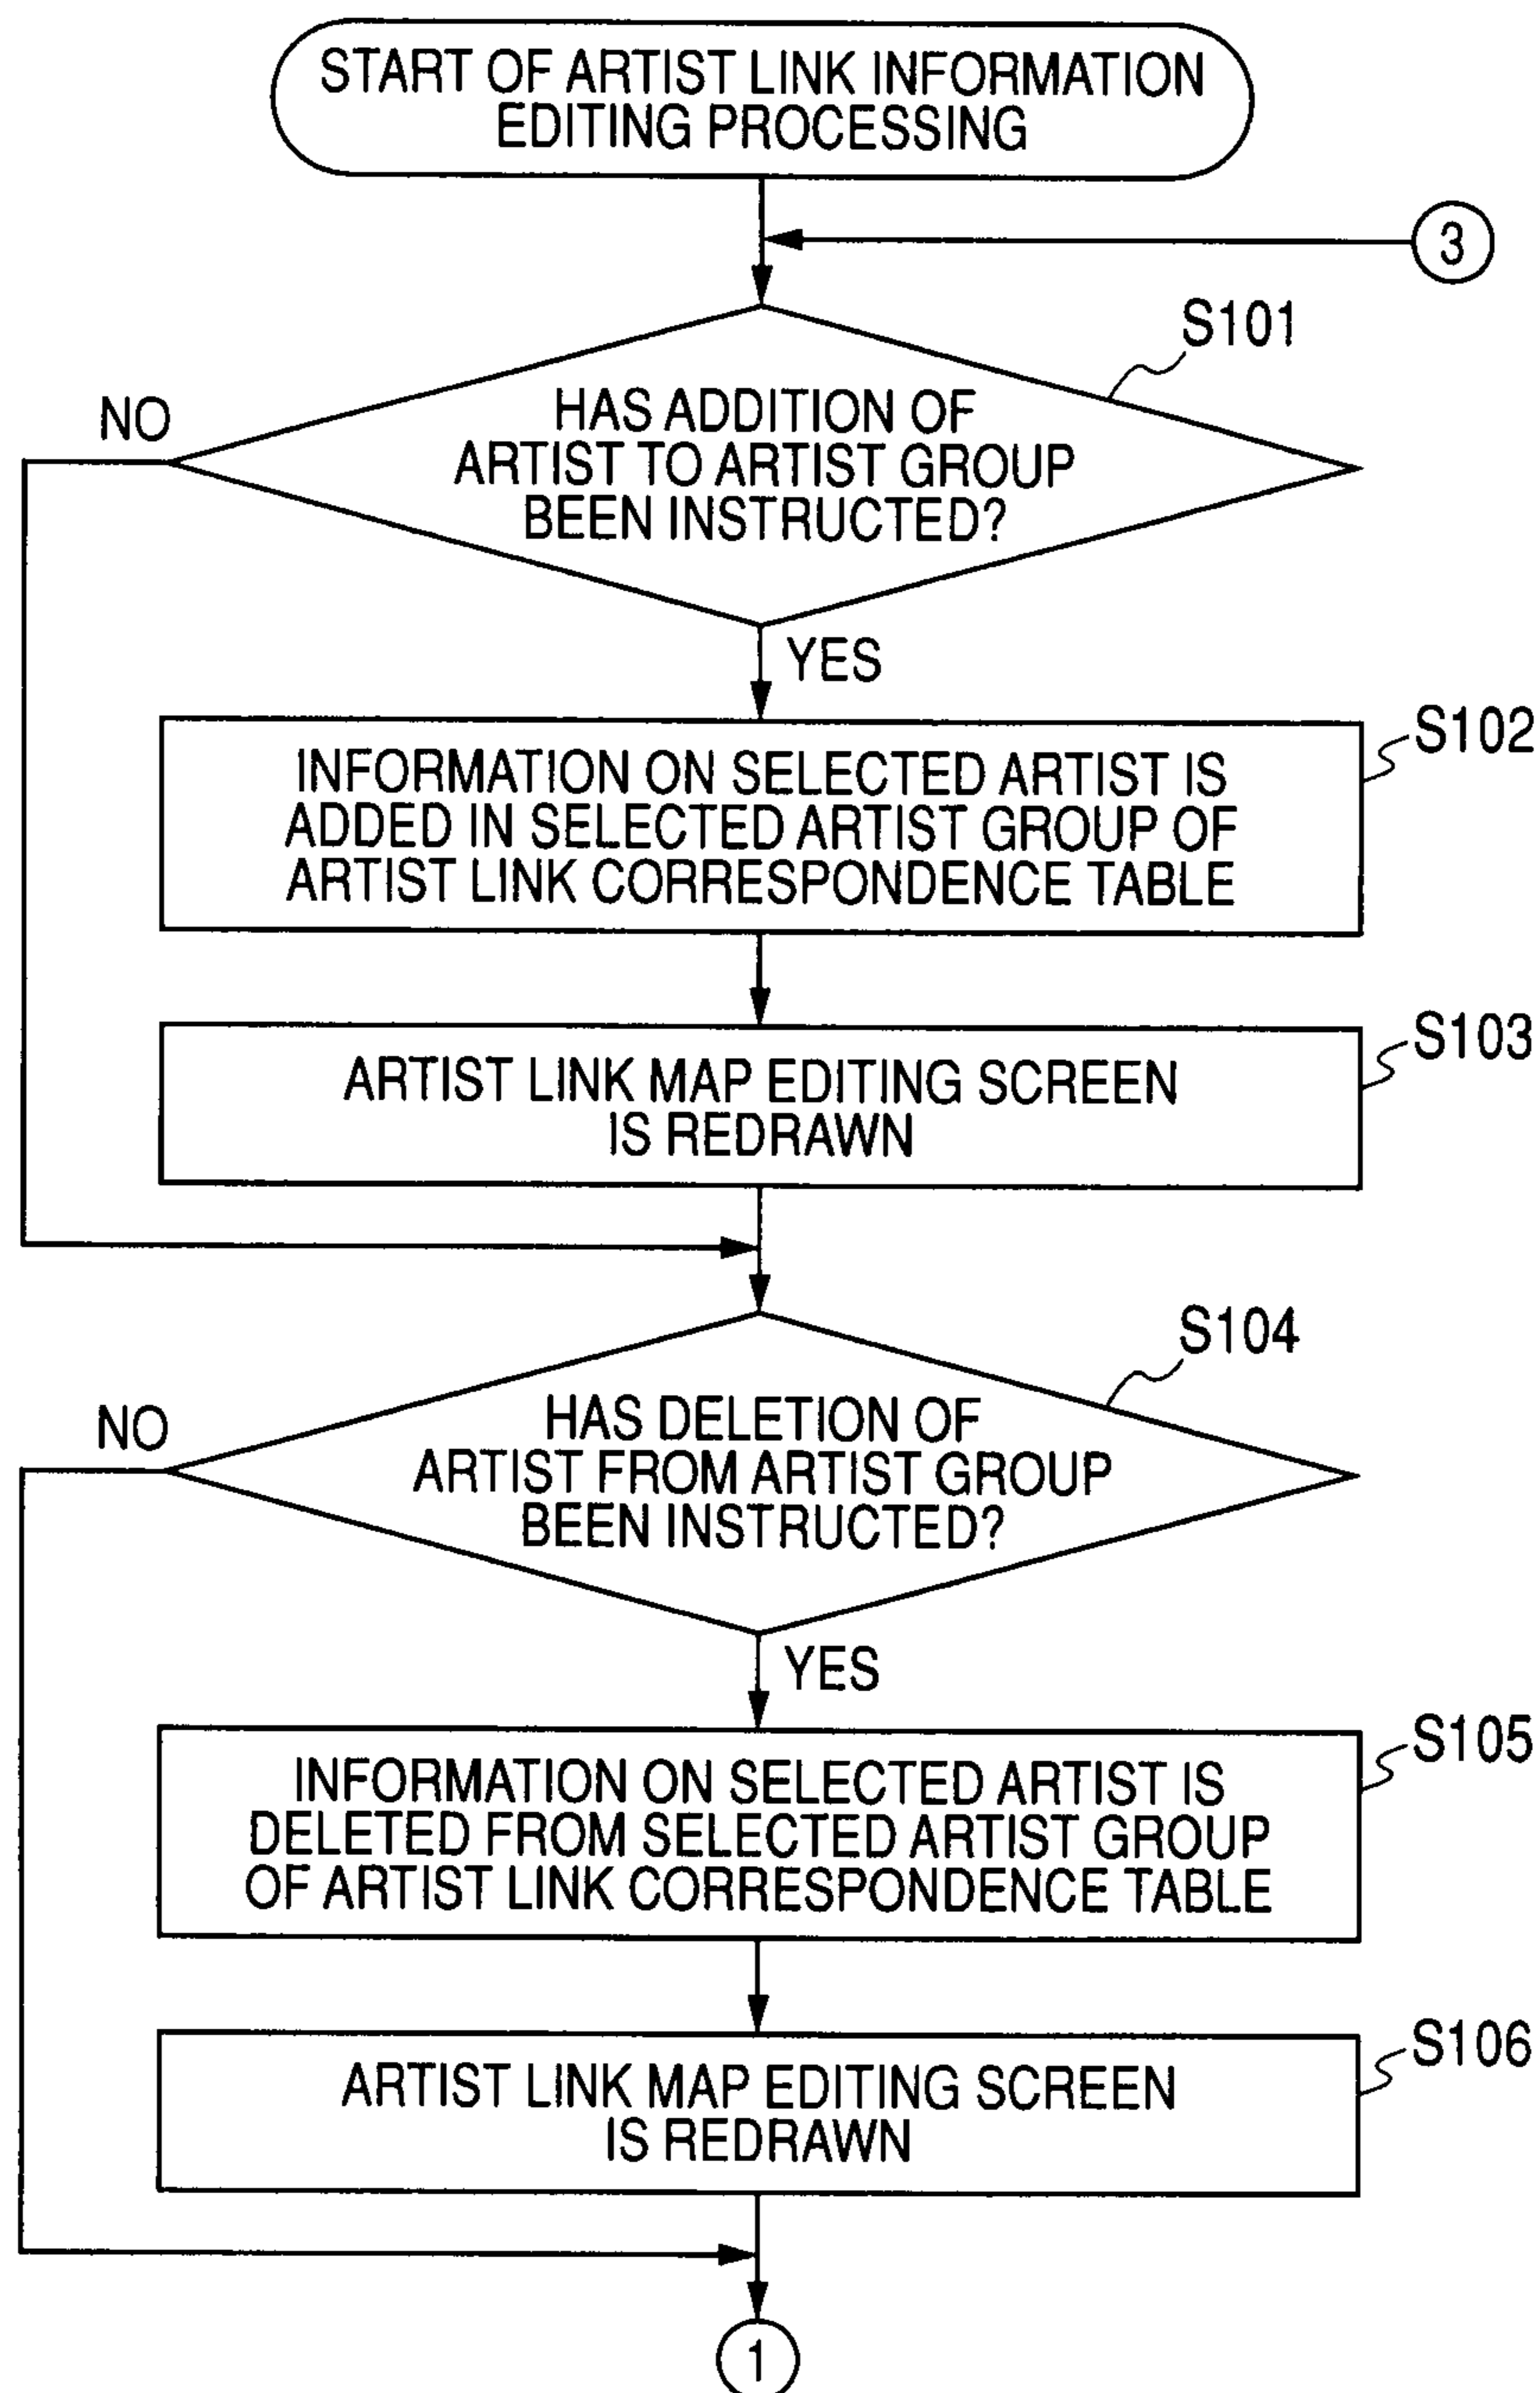 START OF ARTIST LINK INFORMATION
EDITING PROCESSING
3
S101
NO
HAS ADDITION OF
ARTIST TO ARTIST GROUP
BEEN INSTRUCTED?
YES
S102
INFORMATION ON SELECTED ARTIST IS
ADDED IN SELECTED ARTIST GROUP OF
ARTIST LINK CORRESPONDENCE TABLE
S103
ARTIST LINK MAP EDITING SCREEN
IS REDRAWN
S104
NO
HAS DELETION OF
ARTIST FROM ARTIST GROUP
BEEN INSTRUCTED?
YES
S105
INFORMATION ON SELECTED ARTIST IS
DELETED FROM SELECTED ARTIST GROUP
OF ARTIST LINK CORRESPONDENCE TABLE
S106
ARTIST LINK MAP EDITING SCREEN
IS REDRAWN
1